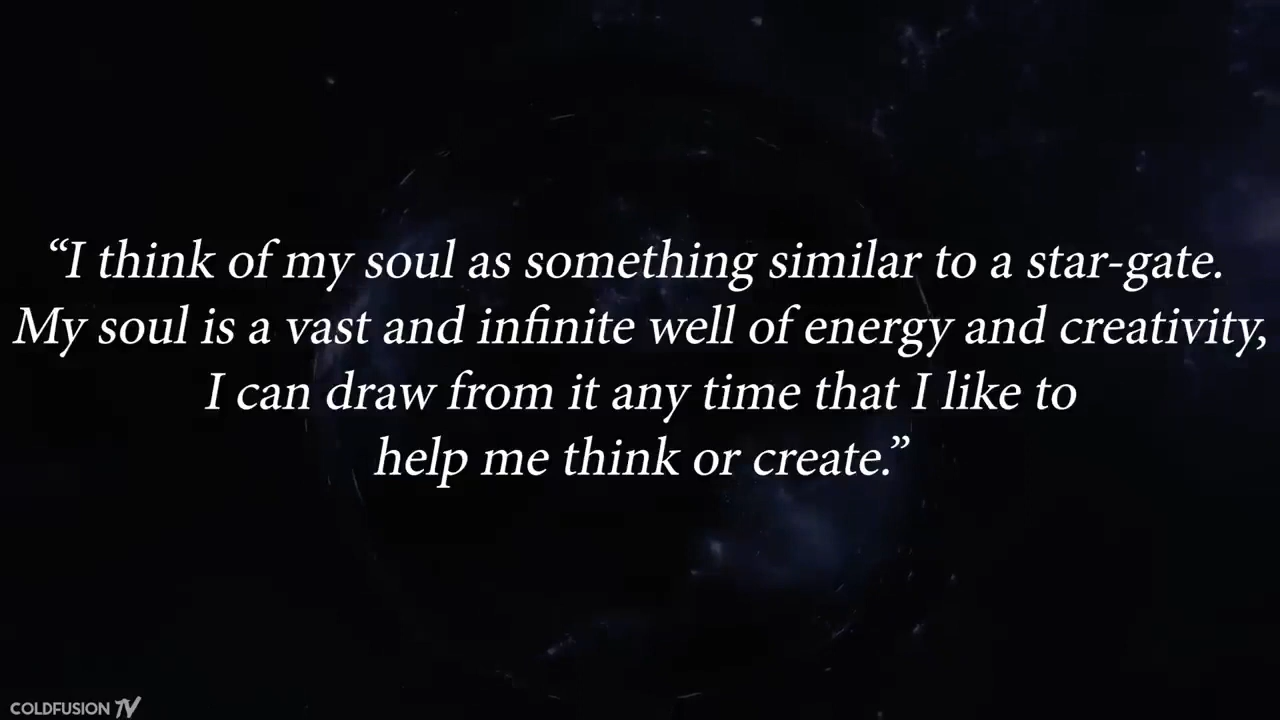 “I think of my soul as something similar to a star-gate.
My soul is a vast and infinite well of energy and creativity,
I can draw from it any time that I like to
help me think or create.”
COLDFUSION TV